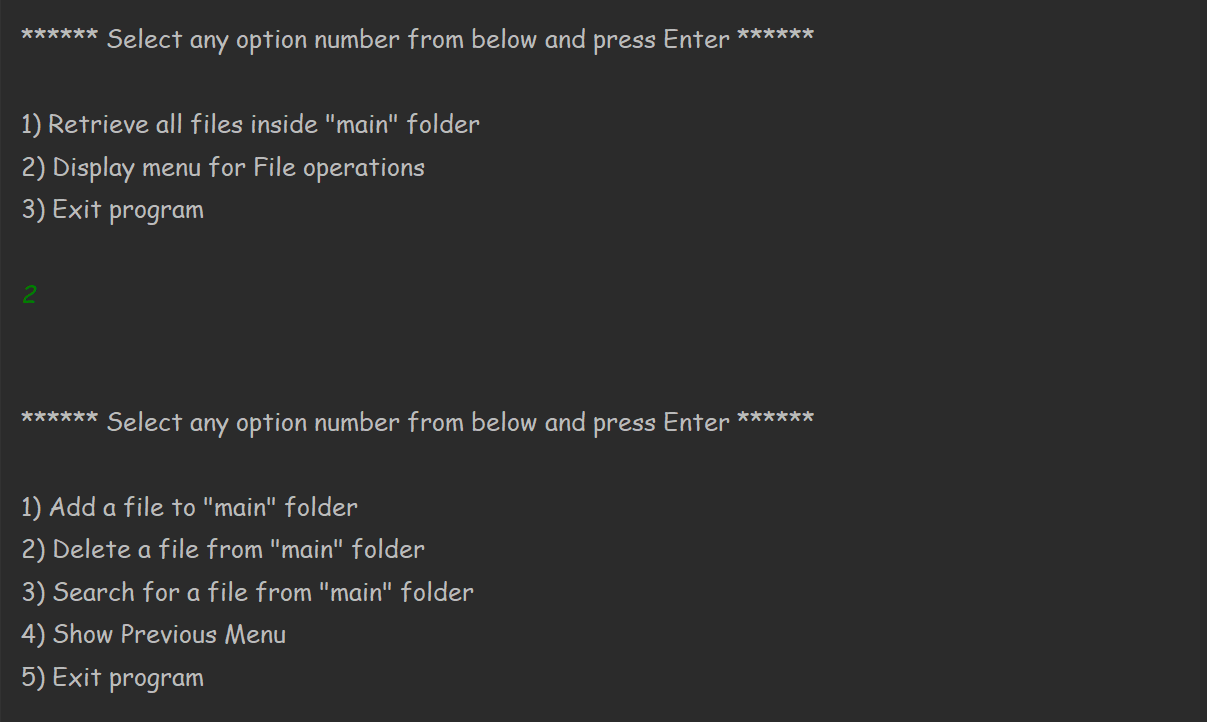 ****** Select any option number from below and press Enter ******
1) Retrieve all files inside "main" folder
2) Display menu for File operations
3) Exit program
2
****** Select any option number from below and press Enter ******
1) Add a file to "main" folder
2) Delete a file from "main" folder
3) Search for a file from "main" folder
4) Show Previous Menu
5) Exit program